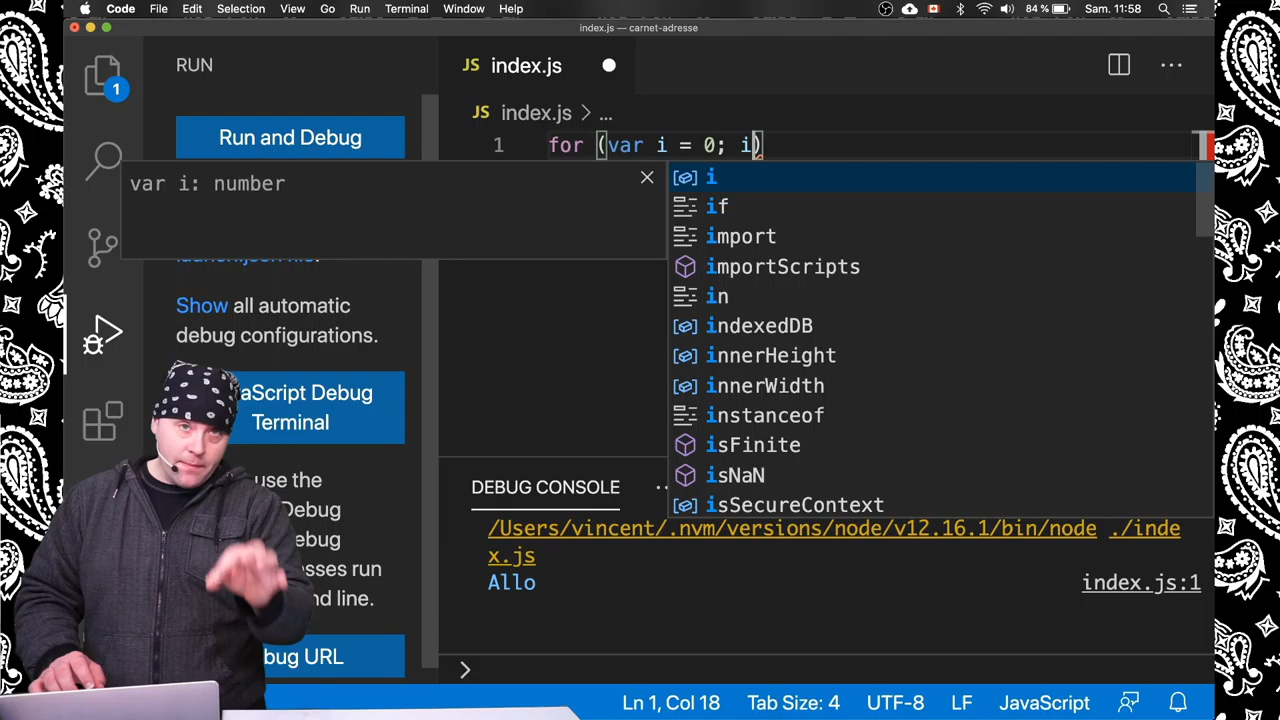 Code File Edit Selection View Go Run Terminal Window Help 84 % Sam. 11:58
index.js — carnet-adresse
RUN
JS index.js
Run and Debug
JS index.js > ...
1 for (var i = 0; i)
var i: number
i
if
import
importScripts
in
indexedDB
innerHeight
innerWidth
instanceof
isFinite
isNaN
isSecureContext
1
Show all automatic
debug configurations.
aScript Debug
Terminal
use the
Debug
ebug
esses run
nd line.
bug URL
DEBUG CONSOLE ..
/Users/vincent/.nvm/versions/node/v12.16.1/bin/node ./inde
x.js
Allo index.js:1
>
Ln 1, Col 18 Tab Size: 4 UTF-8 LF JavaScript